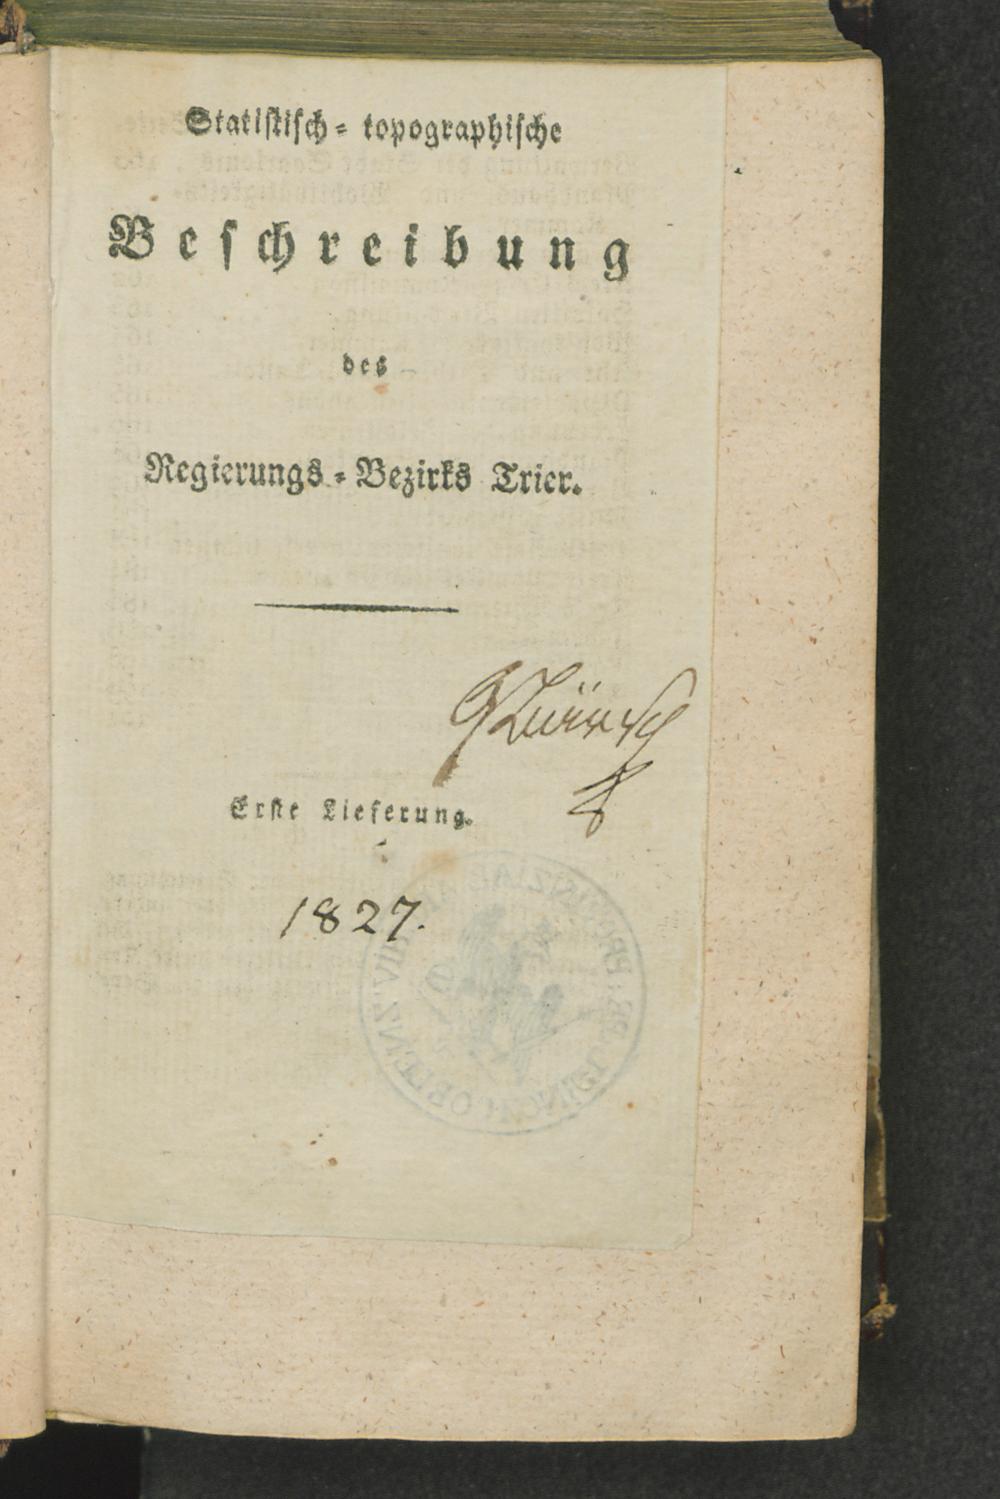 Statistisch-topographische
Beschreibung
des
Regierungs-Bezirks Trier.
Erste Lieferung.
1827.